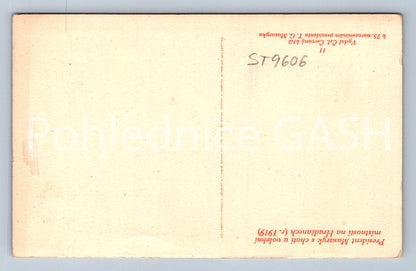 k 75. narozeninám presidenta T. G. Masaryka
Vydal Čsl. Červený kříž
11
ST9606
Pohlednice GASH
President Masaryk s chotí u volební
místnosti na Hradčanech (r. 1919)